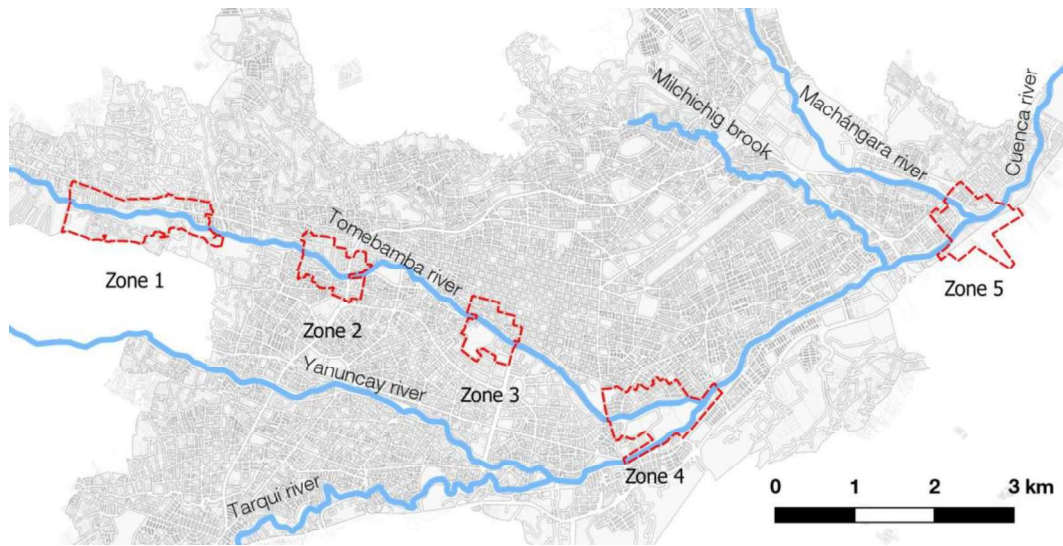 Milchichig brook
Machángara river
Cuenca river
Zone 1
Tomebamba river
Zone 5
Zone 2
Yanuncay river
Zone 3
Zone 4
Tarqui river
0 1 2 3 km